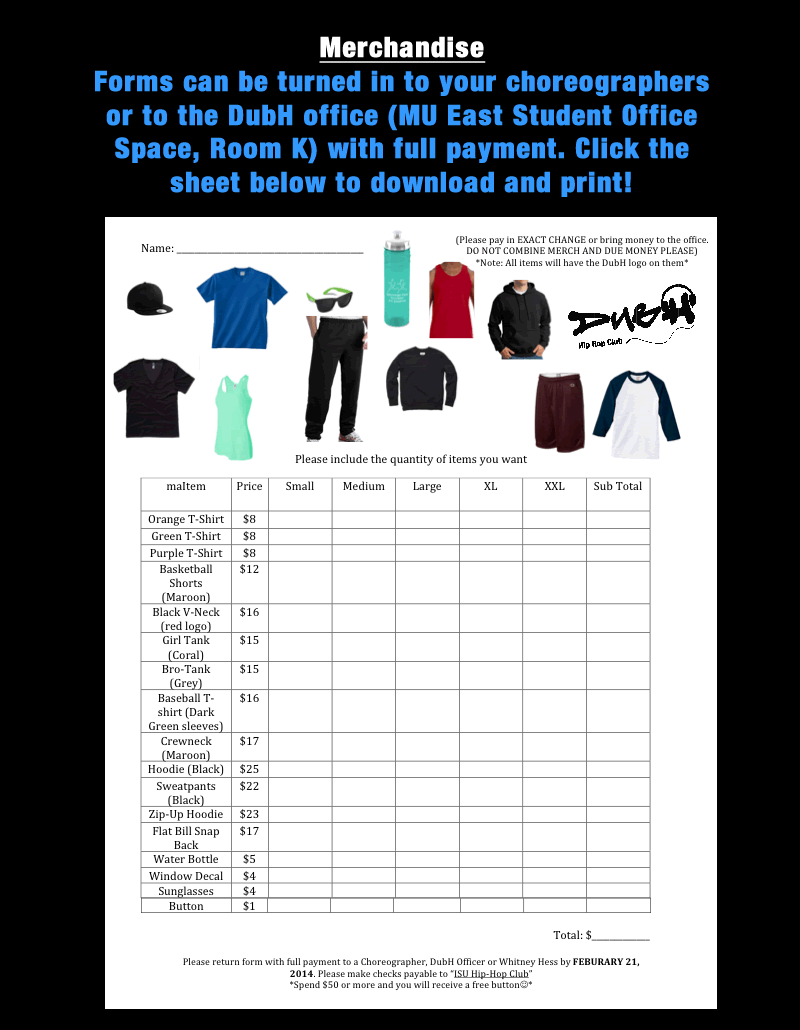 Merchandise
Forms can be turned in to your choreographers
or to the DubH office (MU East Student Office
Space, Room K) with full payment. Click the
sheet below to download and print!
Name: ______________________________
(Please pay in EXACT CHANGE or bring money to the office.
DO NOT COMBINE MERCH AND DUE MONEY PLEASE)
*Note: All items will have the DubH logo on them*
DUBH
Hip Hop Club
Please include the quantity of items you want
maItem Price Small Medium Large XL XXL Sub Total
Orange T-Shirt $8
Green T-Shirt $8
Purple T-Shirt $8
Basketball $12
Shorts
(Maroon)
Black V-Neck $16
(red logo)
Girl Tank $15
(Coral)
Bro-Tank $15
(Grey)
Baseball T- $16
shirt (Dark
Green sleeves)
Crewneck $17
(Maroon)
Hoodie (Black) $25
Sweatpants $22
(Black)
Zip-Up Hoodie $23
Flat Bill Snap $17
Back
Water Bottle $5
Window Decal $4
Sunglasses $4
Button $1
Total: $__________
Please return form with full payment to a Choreographer, DubH Officer or Whitney Hess by FEBURARY 21,
2014. Please make checks payable to “ISU Hip-Hop Club”
*Spend $50 or more and you will receive a free button☺*